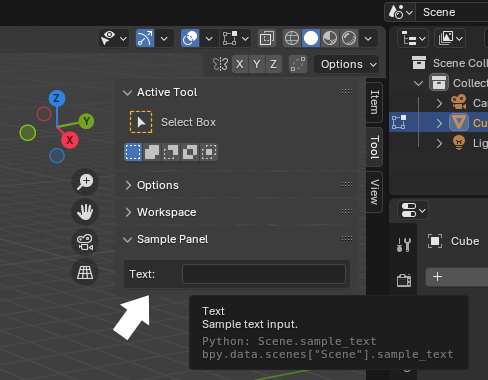 Scene
X Y Z
Options
Scene Coll
Collect
Ca
Cu
Lig
Z
Y
X
Active Tool
Select Box
Options
Workspace
Sample Panel
Text:
Item
Tool
View
Cube
+
Text
Sample text input.
Python: Scene.sample_text
bpy.data.scenes["Scene"].sample_text